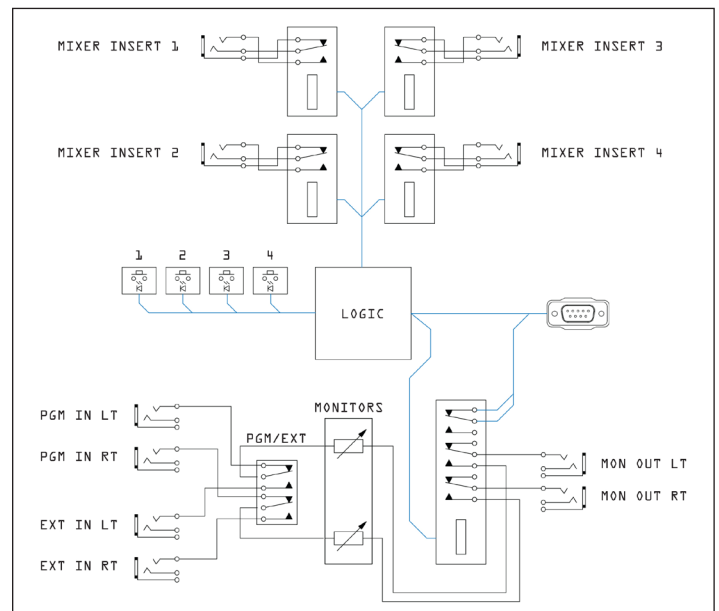 MIXER INSERT 1
MIXER INSERT 3
MIXER INSERT 2
MIXER INSERT 4
1 2 3 4
LOGIC
MONITORS
PGM/EXT
PGM IN LT
PGM IN RT
EXT IN LT
EXT IN RT
MON OUT LT
MON OUT RT